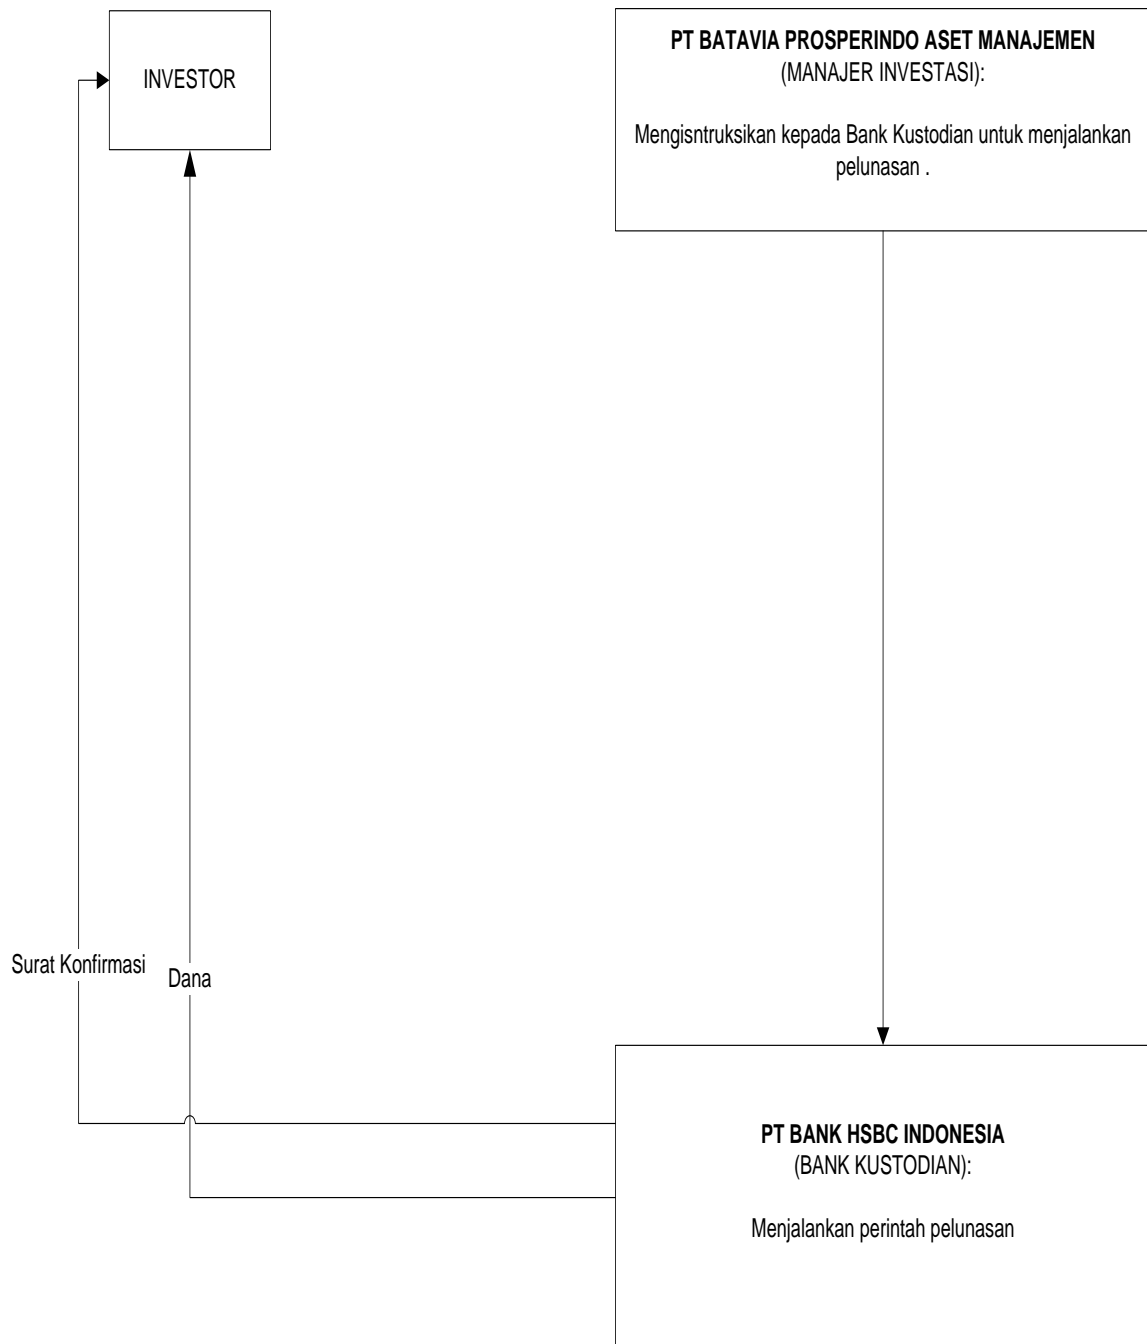 INVESTOR
PT BATAVIA PROSPERINDO ASET MANAJEMEN
(MANAJER INVESTASI):
Mengisntruksikan kepada Bank Kustodian untuk menjalankan
pelunasan .
Surat Konfirmasi
Dana
PT BANK HSBC INDONESIA
(BANK KUSTODIAN):
Menjalankan perintah pelunasan